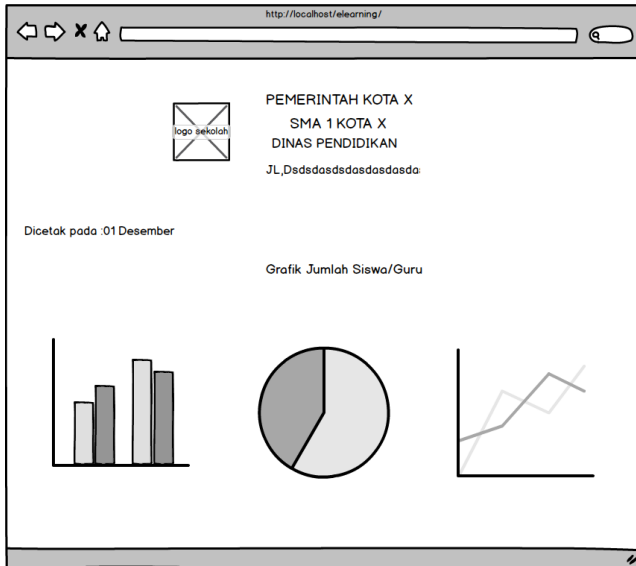 http://localhost/elearning/
PEMERINTAH KOTA X
SMA 1 KOTA X
logo sekolah
DINAS PENDIDIKAN
JL,Dsdsdasdsdasdasdasda
Dicetak pada :01 Desember
Grafik Jumlah Siswa/Guru